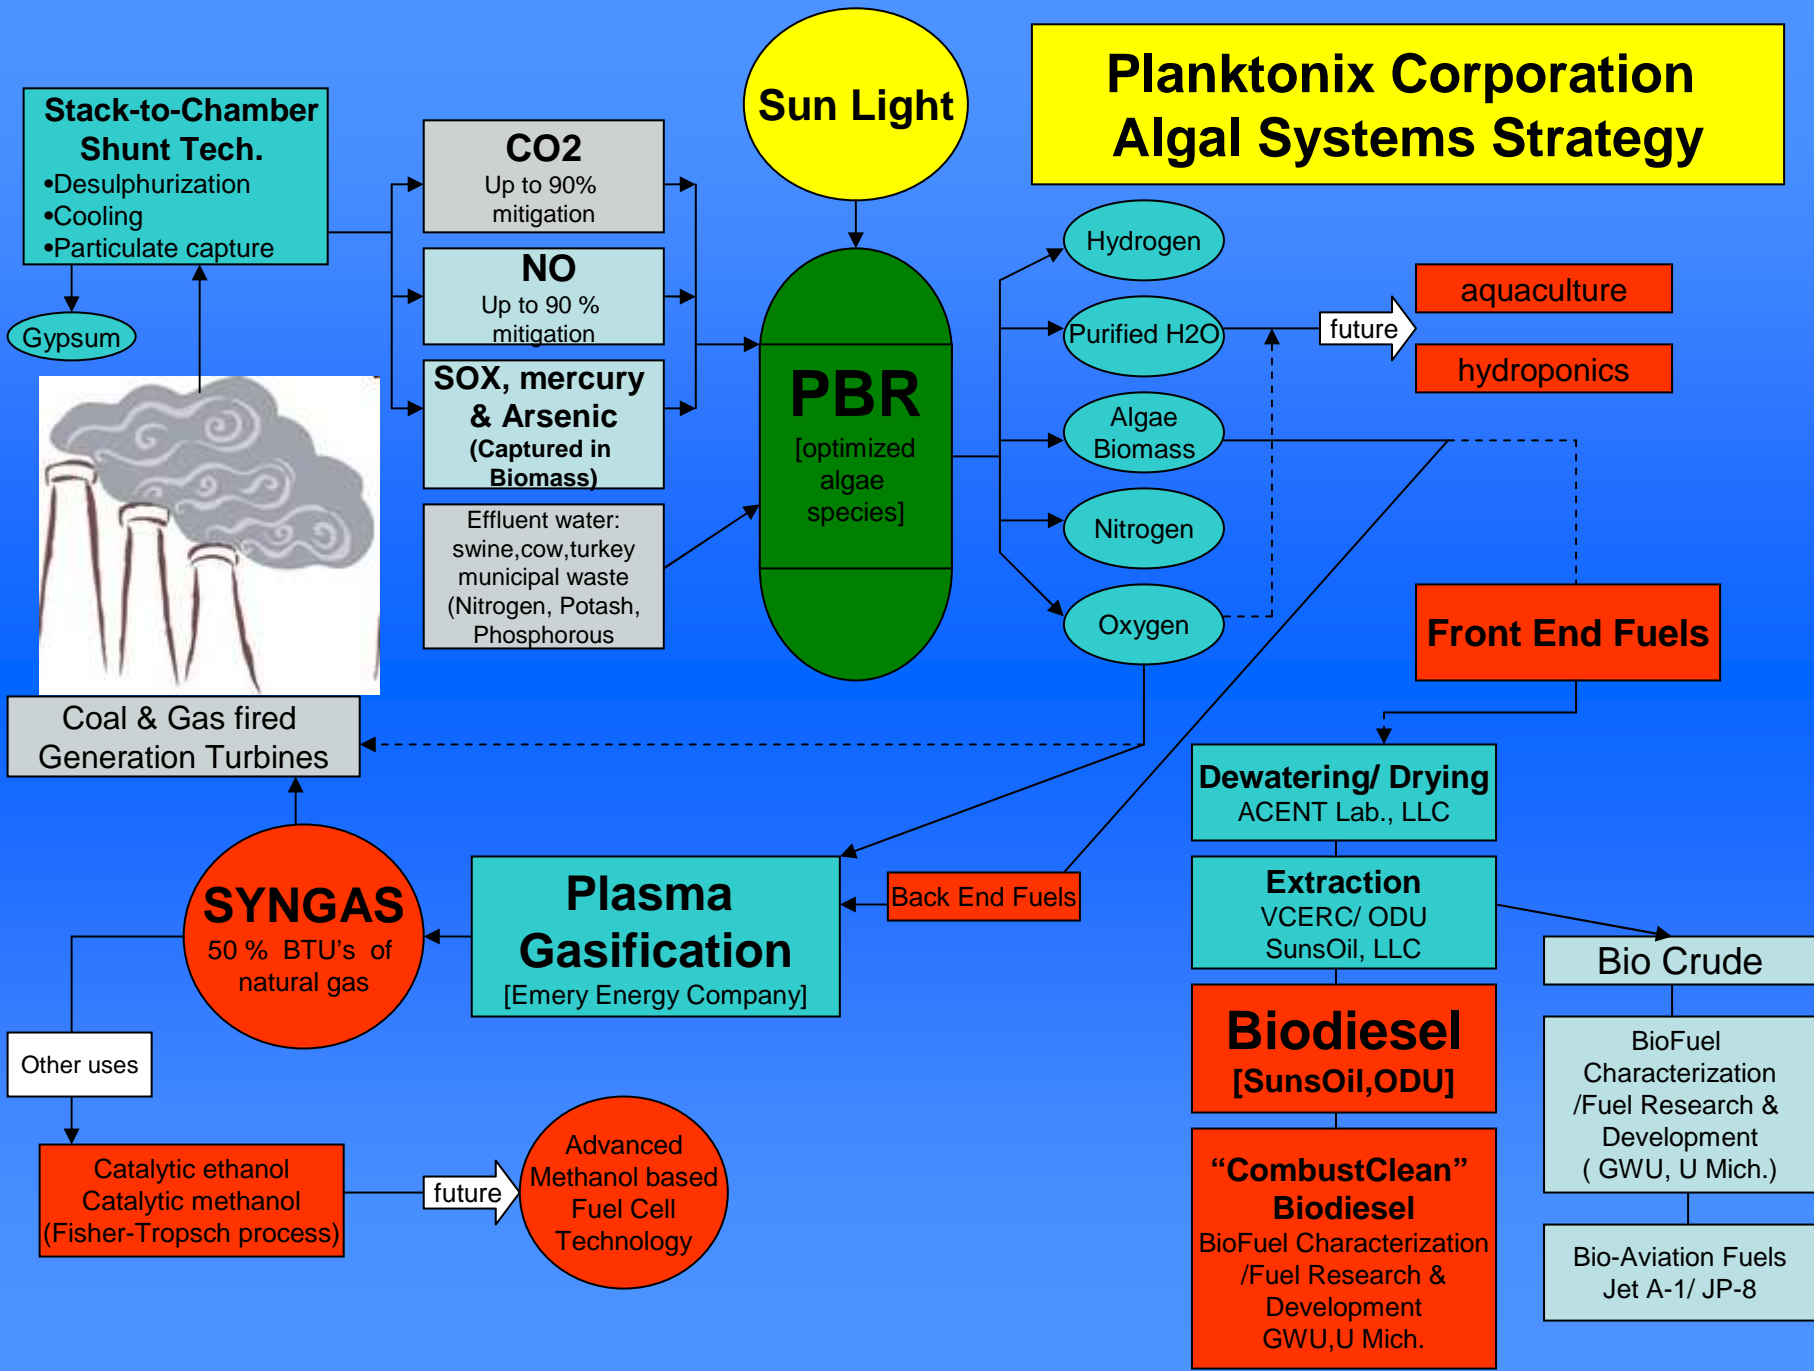 Planktonix Corporation
Algal Systems Strategy
Sun Light
Stack-to-Chamber
Shunt Tech.
•Desulphurization
•Cooling
•Particulate capture
Gypsum
CO2
Up to 90%
mitigation
NO
Up to 90 %
mitigation
SOX, mercury
& Arsenic
(Captured in
Biomass)
Effluent water:
swine,cow,turkey
municipal waste
(Nitrogen, Potash,
Phosphorous
PBR
[optimized
algae
species]
Hydrogen
Purified H2O
Algae
Biomass
Nitrogen
Oxygen
future
aquaculture
hydroponics
Front End Fuels
Coal & Gas fired
Generation Turbines
SYNGAS
50 % BTU's of
natural gas
Plasma
Gasification
[Emery Energy Company]
Back End Fuels
Dewatering/ Drying
ACENT Lab., LLC
Extraction
VCERC/ ODU
SunsOil, LLC
Biodiesel
[SunsOil,ODU]
“CombustClean”
Biodiesel
BioFuel Characterization
/Fuel Research &
Development
GWU,U Mich.
Bio Crude
BioFuel
Characterization
/Fuel Research &
Development
( GWU, U Mich.)
Bio-Aviation Fuels
Jet A-1/ JP-8
Other uses
Catalytic ethanol
Catalytic methanol
(Fisher-Tropsch process)
future
Advanced
Methanol based
Fuel Cell
Technology